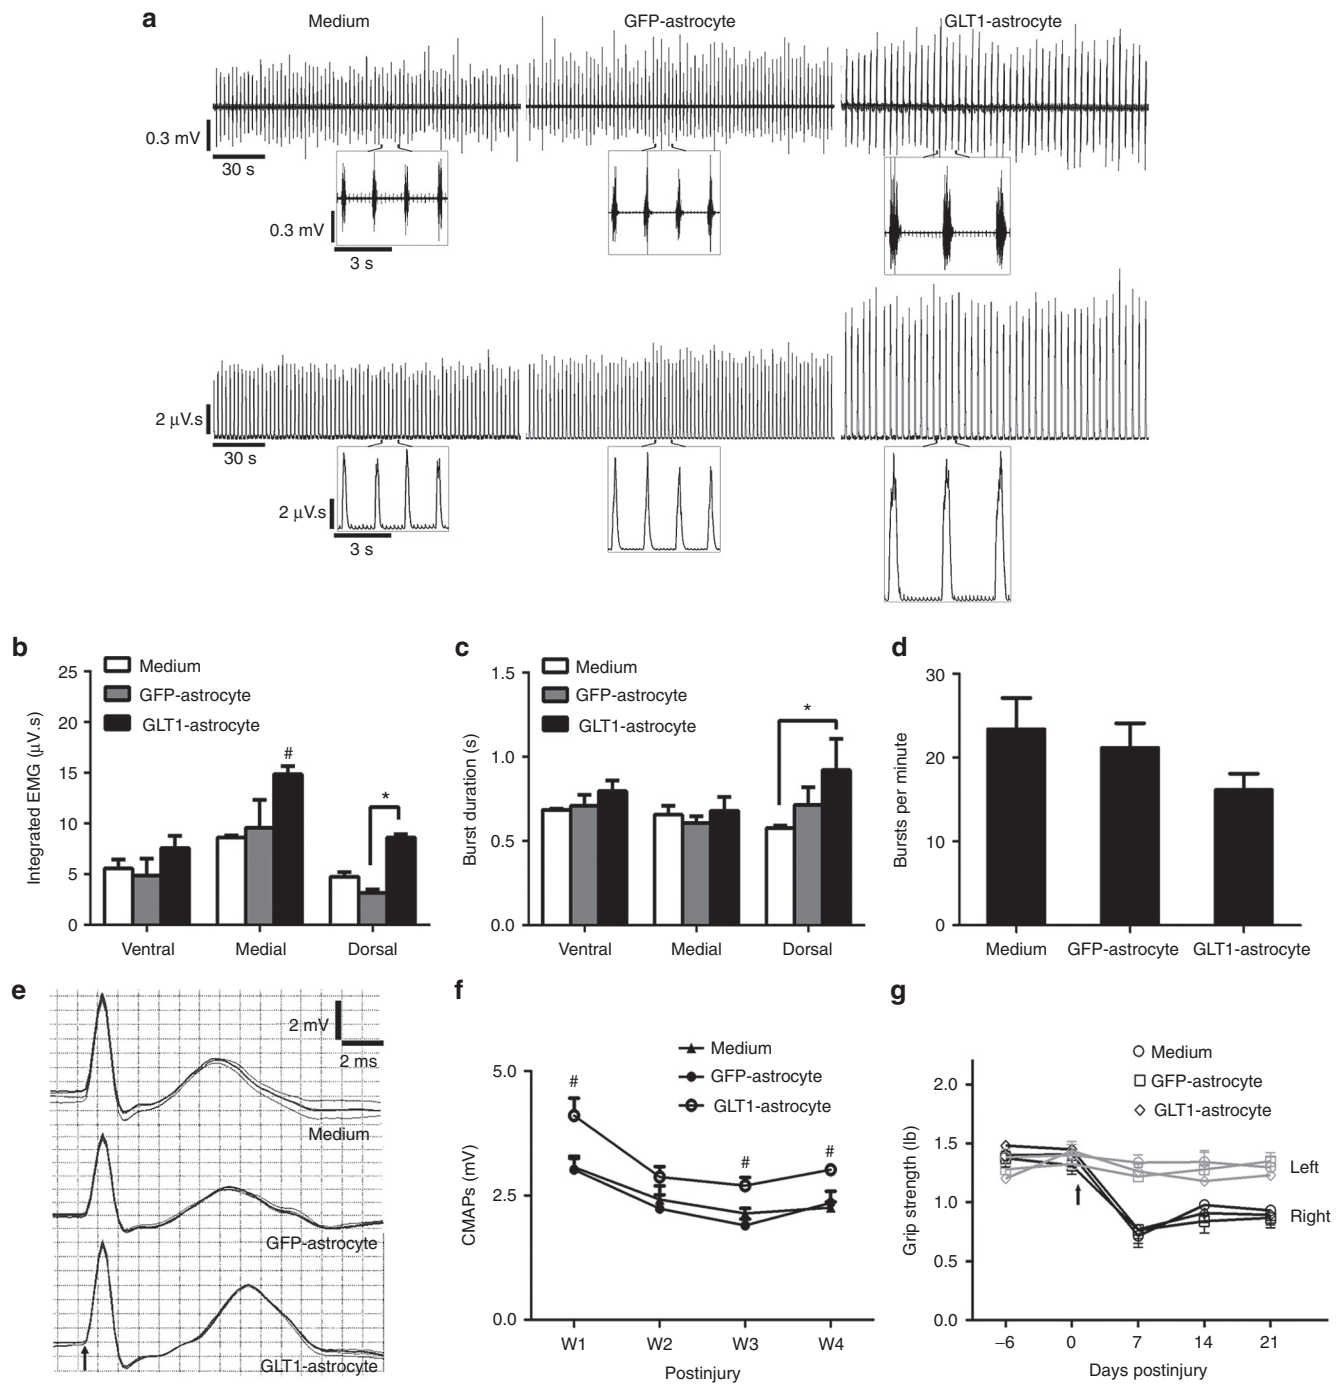 a
Medium
GFP-astrocyte
GLT1-astrocyte
0.3 mV
30 s
0.3 mV
3 s
2 µV.s
30 s
2 µV.s
3 s
b
Medium
GFP-astrocyte
GLT1-astrocyte
Integrated EMG (µV.s)
25
20
15
10
5
0
#
*
Ventral
Medial
Dorsal
c
Medium
GFP-astrocyte
GLT1-astrocyte
Burst duration (s)
1.5
1.0
0.5
0.0
*
Ventral
Medial
Dorsal
d
Bursts per minute
30
20
10
0
Medium
GFP-astrocyte
GLT1-astrocyte
e
2 mV
2 ms
Medium
GFP-astrocyte
GLT1-astrocyte
f
Medium
GFP-astrocyte
GLT1-astrocyte
CMAPs (mV)
5.0
2.5
0.0
#
#
#
W1
W2
W3
W4
Postinjury
g
Medium
GFP-astrocyte
GLT1-astrocyte
Grip strength (lb)
2.0
1.5
1.0
0.5
0.0
Left
Right
−6
0
7
14
21
Days postinjury